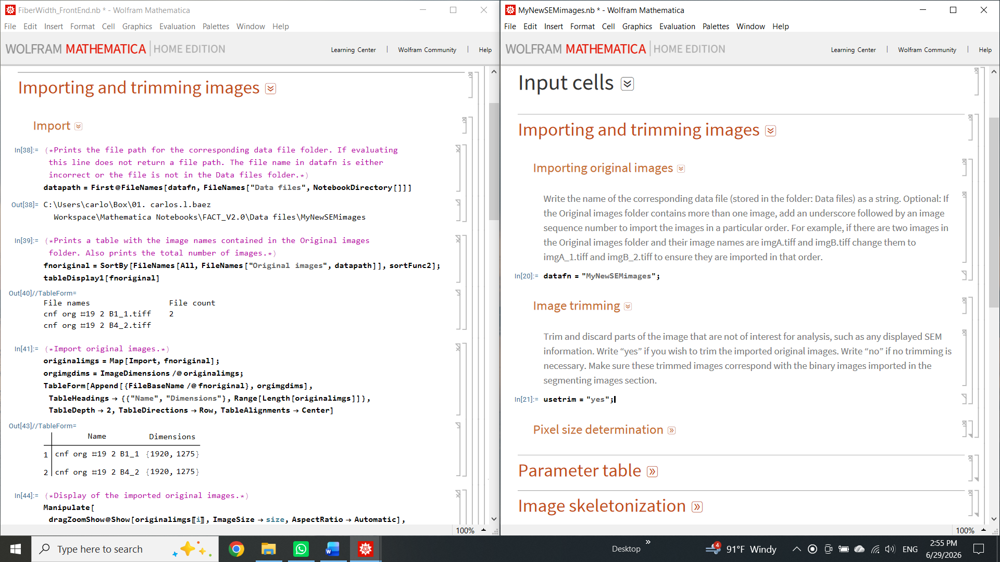 FiberWidth_FrontEnd.nb * - Wolfram Mathematica
File Edit Insert Format Cell Graphics Evaluation Palettes Window Help
WOLFRAM MATHEMATICA HOME EDITION
Learning Center | Wolfram Community | Help
Importing and trimming images
Import
In[38]:= (*Prints the file path for the corresponding data file folder. If evaluating
this line does not return a file path. The file name in datafn is either
incorrect or the file is not in the Data files folder.*)
datapath = First@FileNames[datafn, FileNames["Data files", NotebookDirectory[]]]
Out[38]= C:\Users\carlo\Box\01. carlos.l.baez
Workspace\Mathematica Notebooks\FACT_V2.0\Data files\MyNewSEMimages
In[39]:= (*Prints a table with the image names contained in the Original images
folder. Also prints the total number of images.*)
fnoriginal = SortBy[FileNames[All, FileNames["Original images", datapath]], sortFunc2];
tableDisplay1[fnoriginal]
Out[40]//TableForm=
File names File count
cnf org #19 2 B1_1.tiff 2
cnf org #19 2 B4_2.tiff
In[41]:= (*Import original images.*)
originalimgs = Map[Import, fnoriginal];
orgimgdims = ImageDimensions /@ originalimgs;
TableForm[Append[{FileBaseName /@ fnoriginal}, orgimgdims],
TableHeadings → {{"Name", "Dimensions"}, Range[Length[originalimgs]]},
TableDepth → 2, TableDirections → Row, TableAlignments → Center]
Out[43]//TableForm=
Name Dimensions
1 cnf org #19 2 B1_1 {1920, 1275}
2 cnf org #19 2 B4_2 {1920, 1275}
In[44]:= (*Display of the imported original images.*)
Manipulate[
dragZoomShow@Show[originalimgs[[i]], ImageSize → size, AspectRatio → Automatic],
100%
MyNewSEMimages.nb * - Wolfram Mathematica
File Edit Insert Format Cell Graphics Evaluation Palettes Window Help
WOLFRAM MATHEMATICA HOME EDITION
Learning Center | Wolfram Community | Help
Input cells
Importing and trimming images
Importing original images
Write the name of the corresponding data file (stored in the folder: Data files) as a string. Optional: If
the Original images folder contains more than one image, add an underscore followed by an image
sequence number to import the images in a particular order. For example, if there are two images in
the Original images folder and their image names are imgA.tiff and imgB.tiff change them to
imgA_1.tiff and imgB_2.tiff to ensure they are imported in that order.
In[20]:= datafn = "MyNewSEMimages";
Image trimming
Trim and discard parts of the image that are not of interest for analysis, such as any displayed SEM
information. Write “yes” if you wish to trim the imported original images. Write “no” if no trimming is
necessary. Make sure these trimmed images correspond with the binary images imported in the
segmenting images section.
In[21]:= usetrim = "yes";
Pixel size determination
Parameter table
Image skeletonization
100%
Type here to search
Desktop
4
91°F Windy
ENG
2:55 PM
6/29/2026